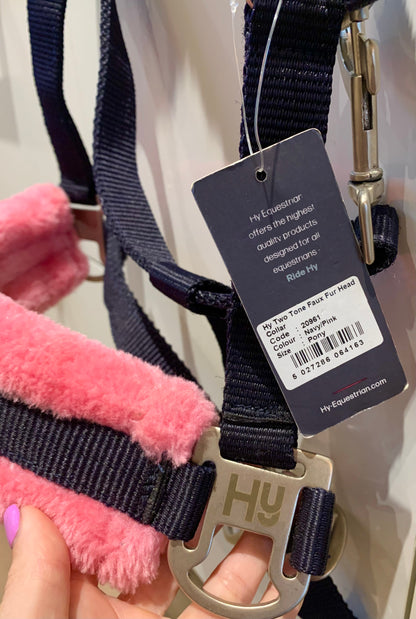 Hy Equestrian
offers the highest
quality products
designed for all
equestrians
Ride Hy
Hy Two Tone Faux Fur Head
Collar
Code : 20961
Colour : Navy/Pink
Size : Pony
5 027286 064163
Hy-Equestrian.com
Hy